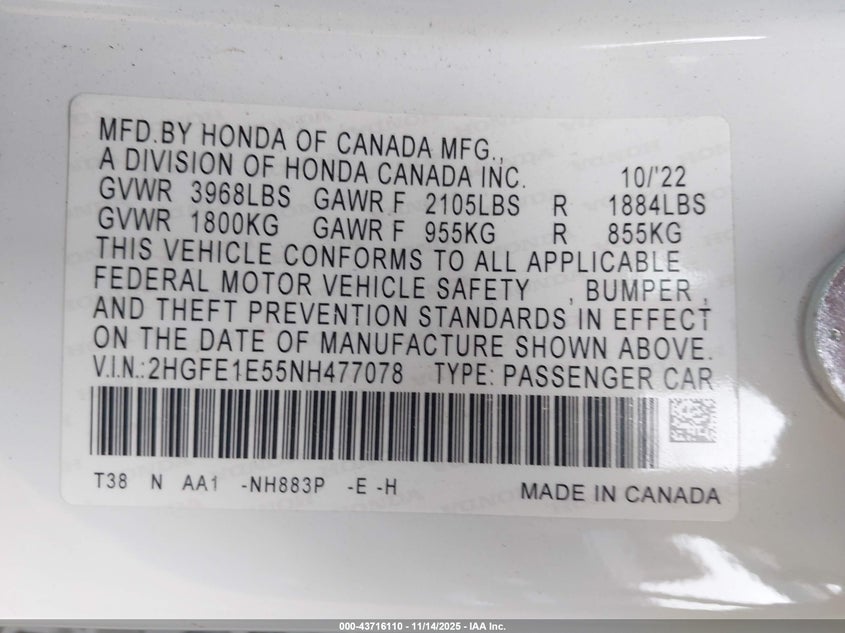 MFD.BY HONDA OF CANADA MFG.,
A DIVISION OF HONDA CANADA INC. 10/'22
GVWR 3968LBS GAWR F 2105LBS R 1884LBS
GVWR 1800KG GAWR F 955KG R 855KG
THIS VEHICLE CONFORMS TO ALL APPLICABLE
FEDERAL MOTOR VEHICLE SAFETY , BUMPER ,
AND THEFT PREVENTION STANDARDS IN EFFECT
ON THE DATE OF MANUFACTURE SHOWN ABOVE.
V.I.N.:2HGFE1E55NH477078 TYPE: PASSENGER CAR
T38 N AA1 -NH883P -E -H MADE IN CANADA
000-43716110 - 11/14/2025 - IAA Inc.